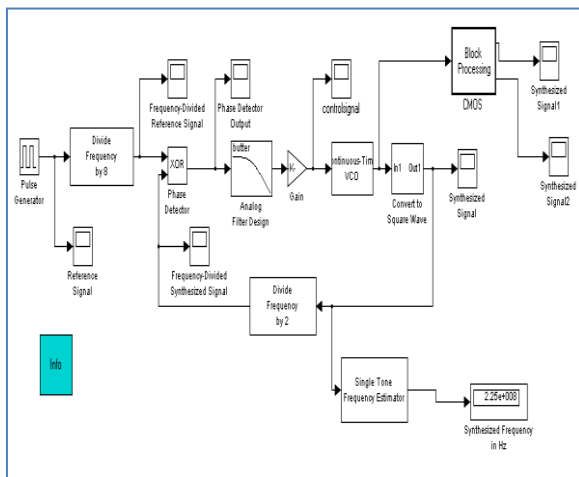 Block
Processing
CMOS
Synthesized
Signal1
Frequency-Divided
Reference Signal
Phase Detector
Output
controlsignal
Pulse
Generator
Divide
Frequency
by 8
XOR
Phase
Detector
butter
Analog
Filter Design
K-
Gain
ontinuous-Tim
VCO
In1 Out1
Convert to
Square Wave
Synthesized
Signal
Synthesized
Signal2
Reference
Signal
Frequency-Divided
Synthesized Signal
Divide
Frequency
by 2
Info
Single Tone
Frequency Estimator
2.25e+008
Synthesized Frequency
in Hz